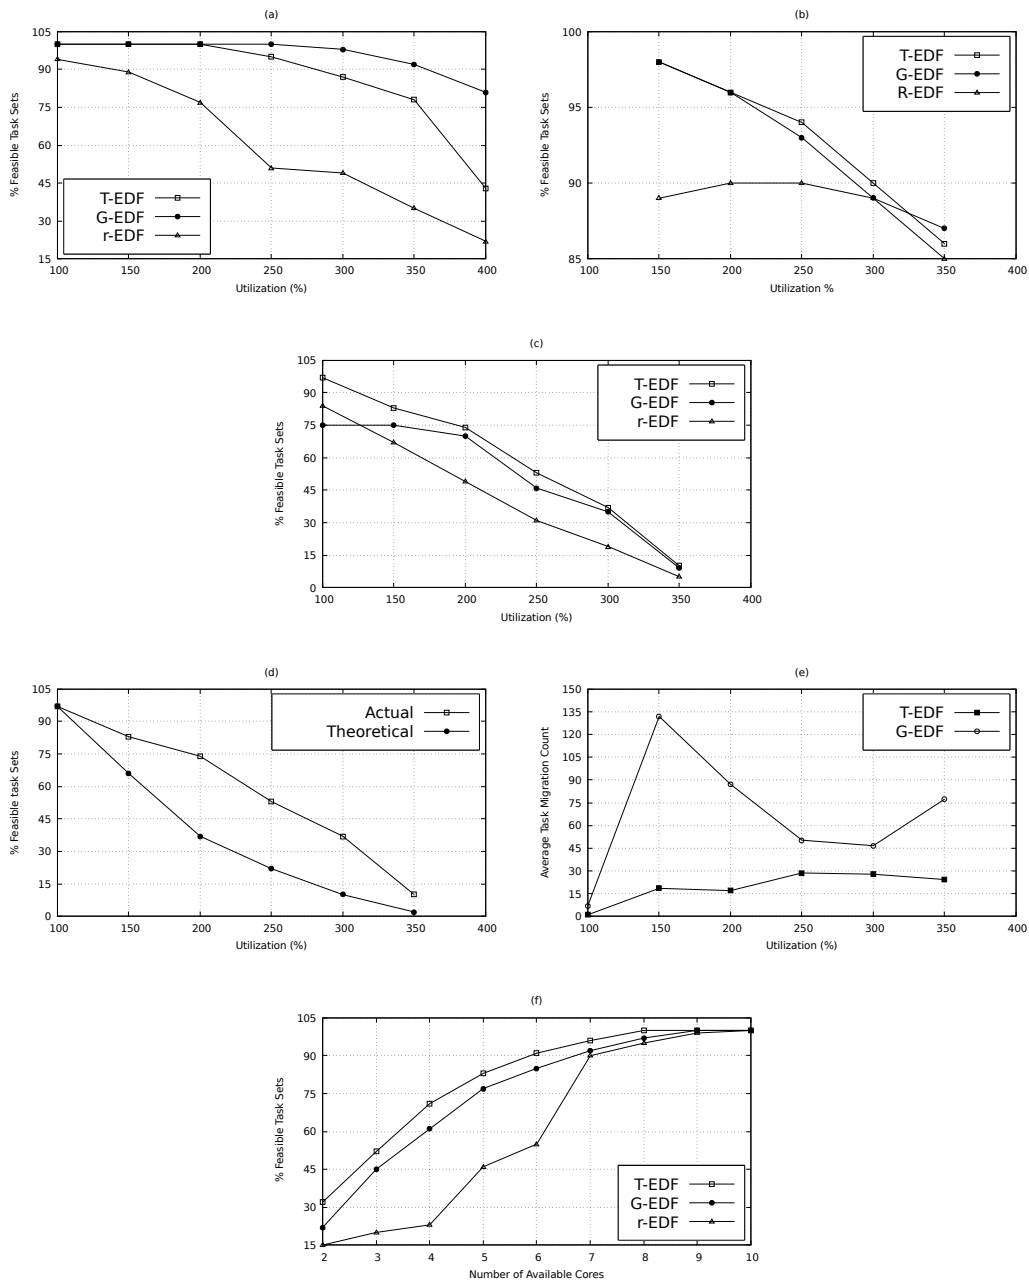 (a)
105
90
75
60
45
30
15
% Feasible Task Sets
T-EDF
G-EDF
r-EDF
100 150 200 250 300 350 400
Utilization (%)
(b)
100
95
90
85
% Feasible Task Sets
T-EDF
G-EDF
R-EDF
100 150 200 250 300 350 400
Utilization %
(c)
105
90
75
60
45
30
15
0
% Feasible Task Sets
T-EDF
G-EDF
r-EDF
100 150 200 250 300 350 400
Utilization (%)
(d)
105
90
75
60
45
30
15
0
% Feasible task Sets
Actual
Theoretical
100 150 200 250 300 350 400
Utilization (%)
(e)
150
135
120
105
90
75
60
45
30
15
0
Average Task Migration Count
T-EDF
G-EDF
100 150 200 250 300 350 400
Utilization (%)
(f)
105
90
75
60
45
30
15
% Feasible Task Sets
T-EDF
G-EDF
r-EDF
2 3 4 5 6 7 8 9 10
Number of Available Cores